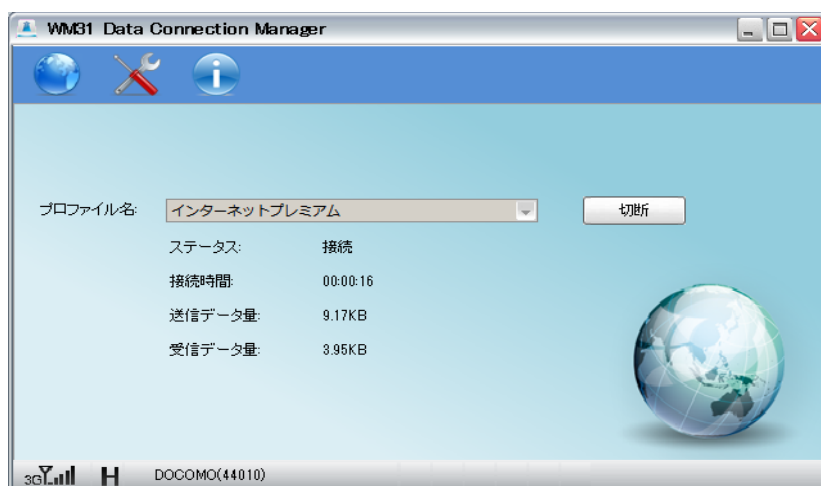 WM31 Data Connection Manager
プロファイル名: インターネットプレミアム 切断
ステータス: 接続
接続時間: 00:00:16
送信データ量: 9.17KB
受信データ量: 3.95KB
3G H DOCOMO(44010)